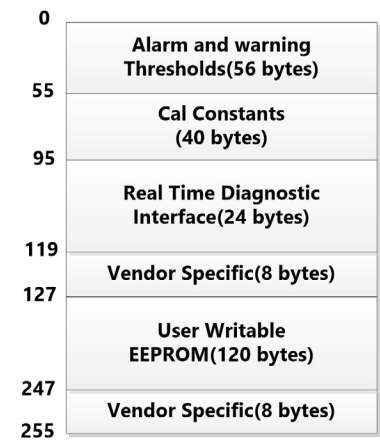 0
Alarm and warning
Thresholds(56 bytes)
55
Cal Constants
(40 bytes)
95
Real Time Diagnostic
Interface(24 bytes)
119
Vendor Specific(8 bytes)
127
User Writable
EEPROM(120 bytes)
247
Vendor Specific(8 bytes)
255